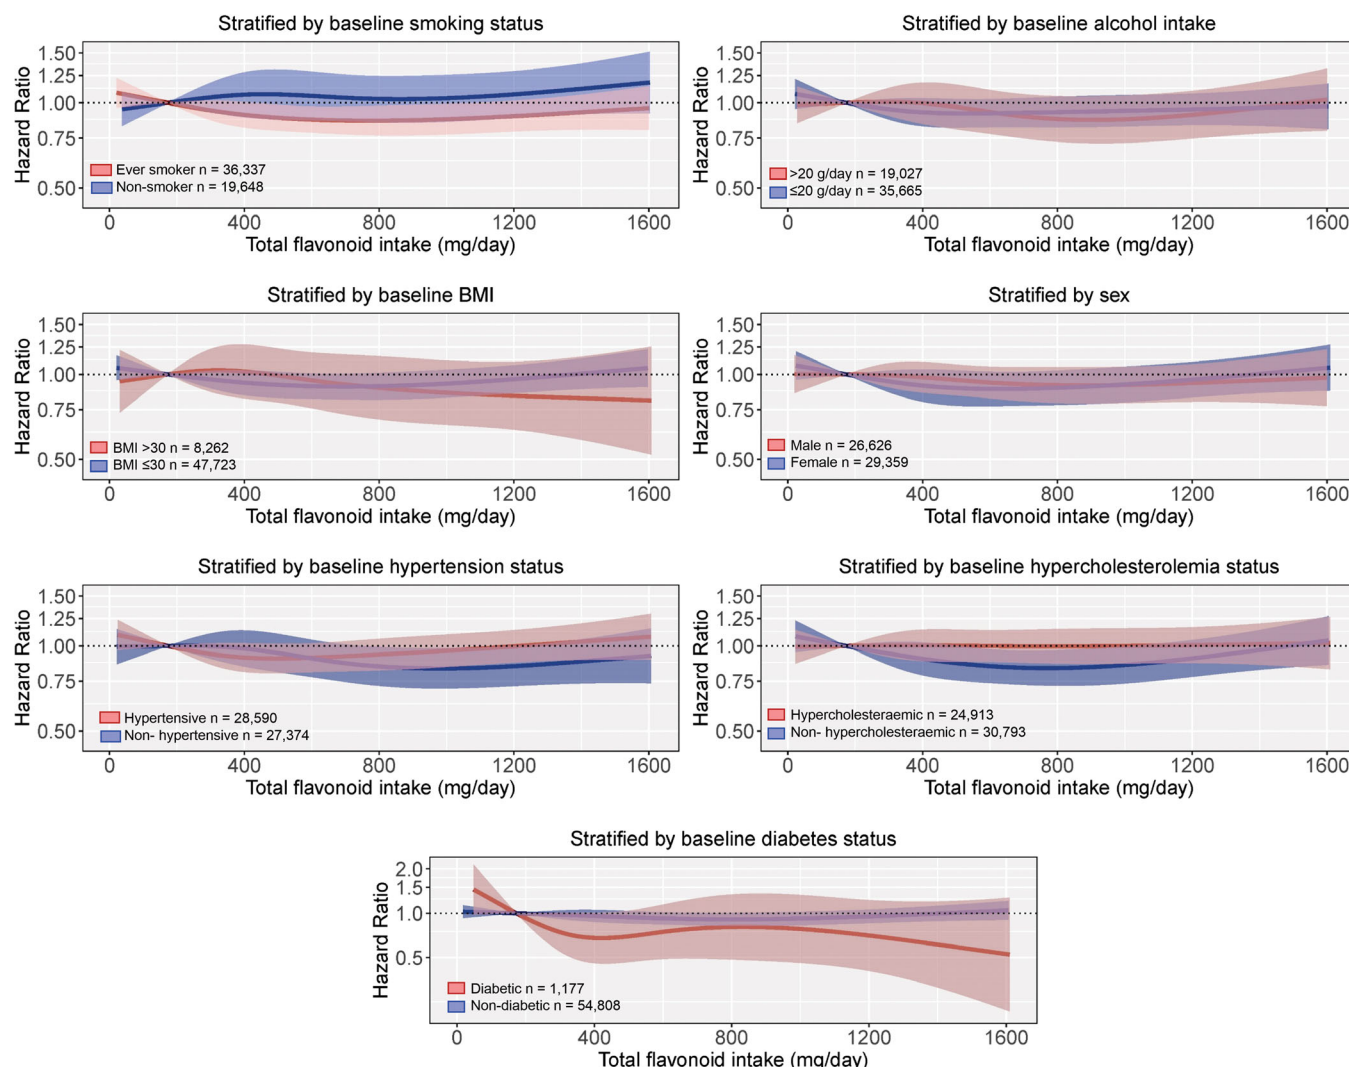 Stratified by baseline smoking status
Hazard Ratio
1.50
1.25
1.00
0.75
0.50
Ever smoker n = 36,337
Non-smoker n = 19,648
0 400 800 1200 1600
Total flavonoid intake (mg/day)
Stratified by baseline alcohol intake
Hazard Ratio
1.50
1.25
1.00
0.75
0.50
>20 g/day n = 19,027
≤20 g/day n = 35,665
0 400 800 1200 1600
Total flavonoid intake (mg/day)
Stratified by baseline BMI
Hazard Ratio
1.50
1.25
1.00
0.75
0.50
BMI >30 n = 8,262
BMI ≤30 n = 47,723
0 400 800 1200 1600
Total flavonoid intake (mg/day)
Stratified by sex
Hazard Ratio
1.50
1.25
1.00
0.75
0.50
Male n = 26,626
Female n = 29,359
0 400 800 1200 1600
Total flavonoid intake (mg/day)
Stratified by baseline hypertension status
Hazard Ratio
1.50
1.25
1.00
0.75
0.50
Hypertensive n = 28,590
Non- hypertensive n = 27,374
0 400 800 1200 1600
Total flavonoid intake (mg/day)
Stratified by baseline hypercholesterolemia status
Hazard Ratio
1.50
1.25
1.00
0.75
0.50
Hypercholesteraemic n = 24,913
Non- hypercholesteraemic n = 30,793
0 400 800 1200 1600
Total flavonoid intake (mg/day)
Stratified by baseline diabetes status
Hazard Ratio
2.0
1.5
1.0
0.5
Diabetic n = 1,177
Non-diabetic n = 54,808
0 400 800 1200 1600
Total flavonoid intake (mg/day)